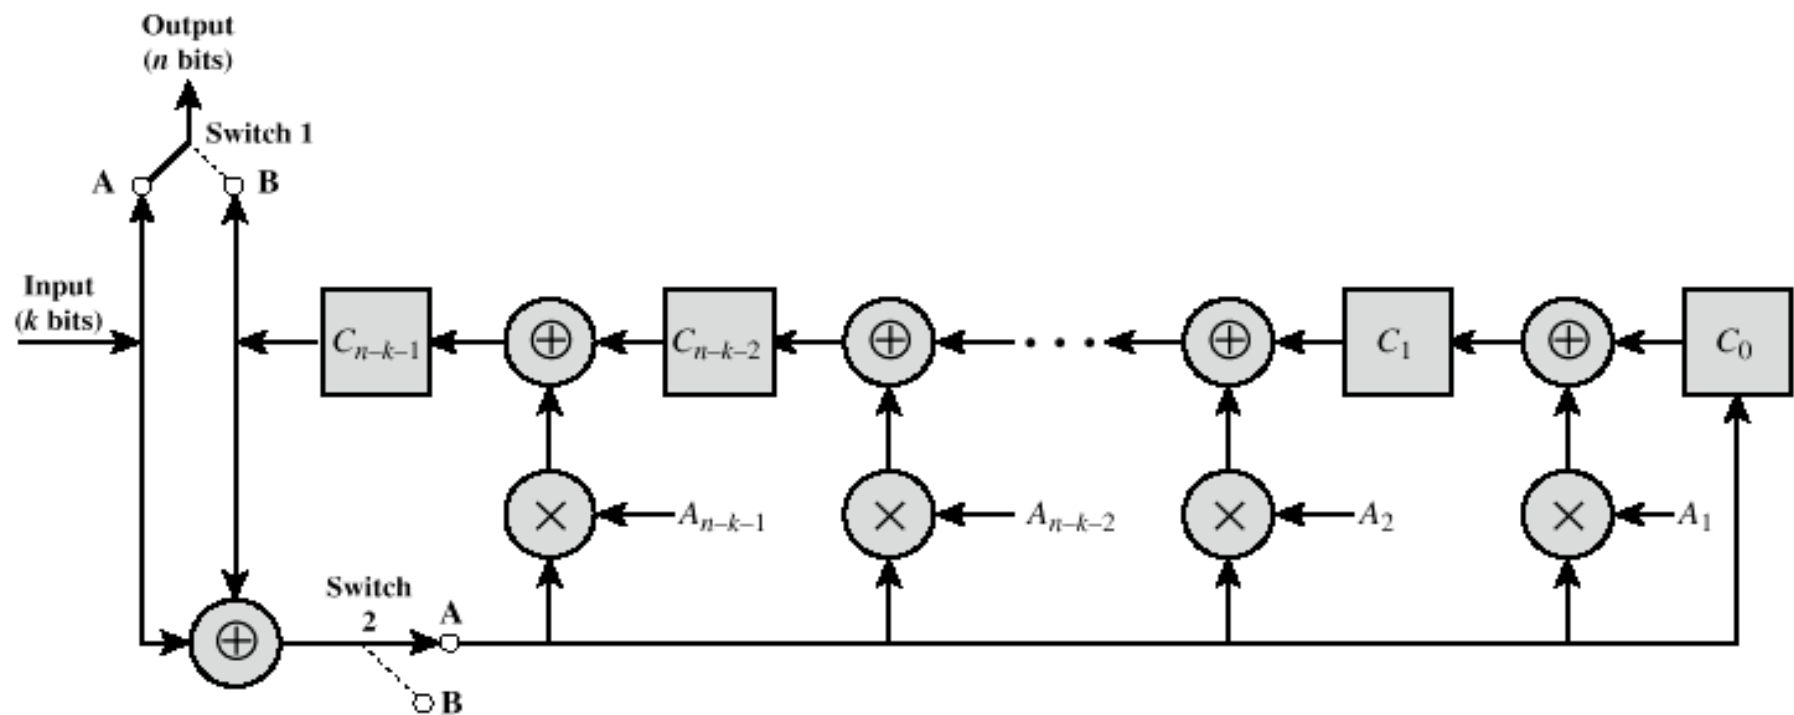 Output
(n bits)
Switch 1
A
B
Input
(k bits)
Cn–k–1
Cn–k–2
C1
C0
An–k–1
An–k–2
A2
A1
Switch
2
A
B